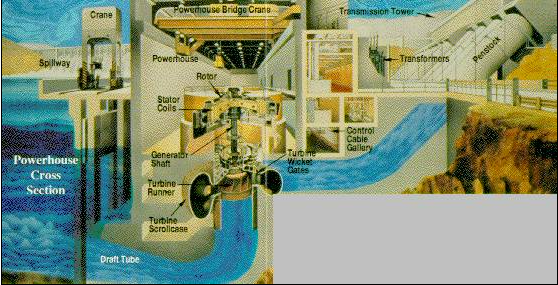 Crane
Powerhouse Bridge Crane
Transmission Tower
Spillway
Powerhouse
Transformers
Penstock
Rotor
Stator
Coils
Control
Cable
Gallery
Generator
Shaft
Turbine
Wicket
Gates
Powerhouse
Cross
Section
Turbine
Runner
Turbine
Scrollcase
Draft Tube